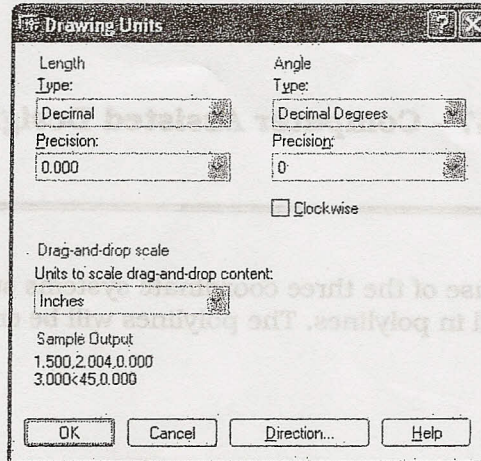 Drawing Units
Length
Type:
Decimal
Precision:
0.000
Angle
Type:
Decimal Degrees
Precision:
0
Clockwise
Drag-and-drop scale
Units to scale drag-and-drop content:
Inches
Sample Output
1.500,2.004,0.000
3.000<45,0.000
OK
Cancel
Direction...
Help